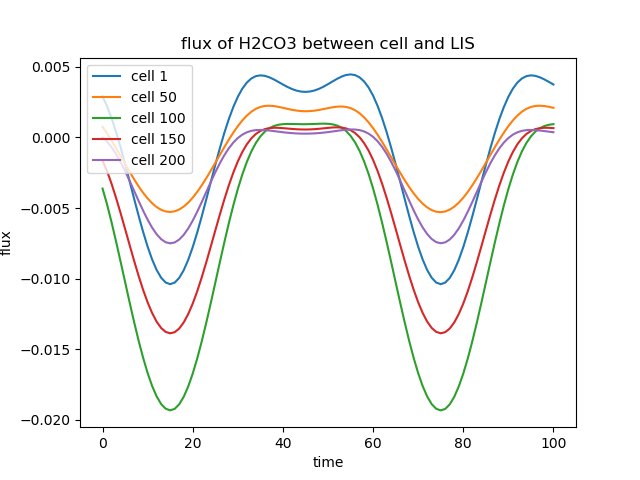 flux of H2CO3 between cell and LIS
0.005
0.000
−0.005
−0.010
−0.015
−0.020
flux
cell 1
cell 50
cell 100
cell 150
cell 200
0
20
40
60
80
100
time